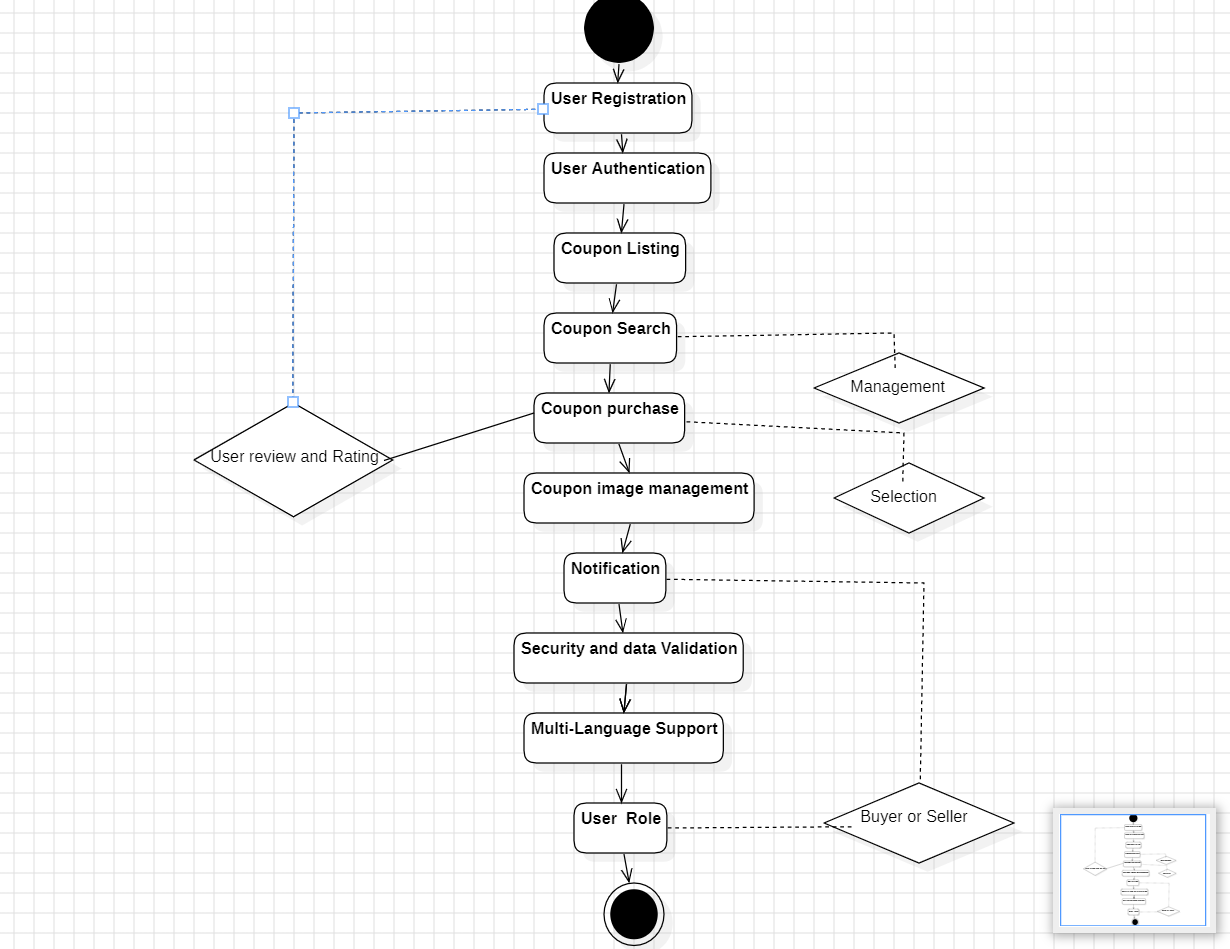 User Registration
User Authentication
Coupon Listing
Coupon Search
Management
Coupon purchase
User review and Rating
Coupon image management
Selection
Notification
Security and data Validation
Multi-Language Support
User  Role
Buyer or Seller